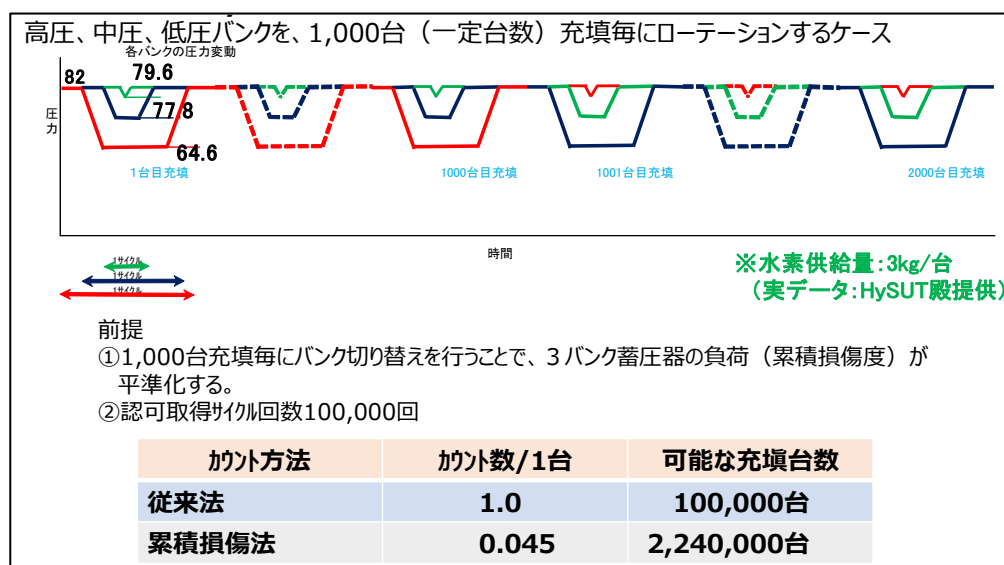 高圧、中圧、低圧バンクを、1,000台（一定台数）充填毎にローテーションするケース
各バンクの圧力変動
82
79.6
77.8
64.6
圧力
1台目充填
1000台目充填
1001台目充填
2000台目充填
時間
1サイクル
1サイクル
1サイクル
※水素供給量：3kg/台
（実データ：HySUT殿提供）
前提
①1,000台充填毎にバンク切り替えを行うことで、３バンク蓄圧器の負荷（累積損傷度）が
平準化する。
②認可取得ｻｲｸﾙ回数100,000回
ｶｳﾝﾄ方法 ｶｳﾝﾄ数/1台 可能な充填台数
従来法 1.0 100,000台
累積損傷法 0.045 2,240,000台